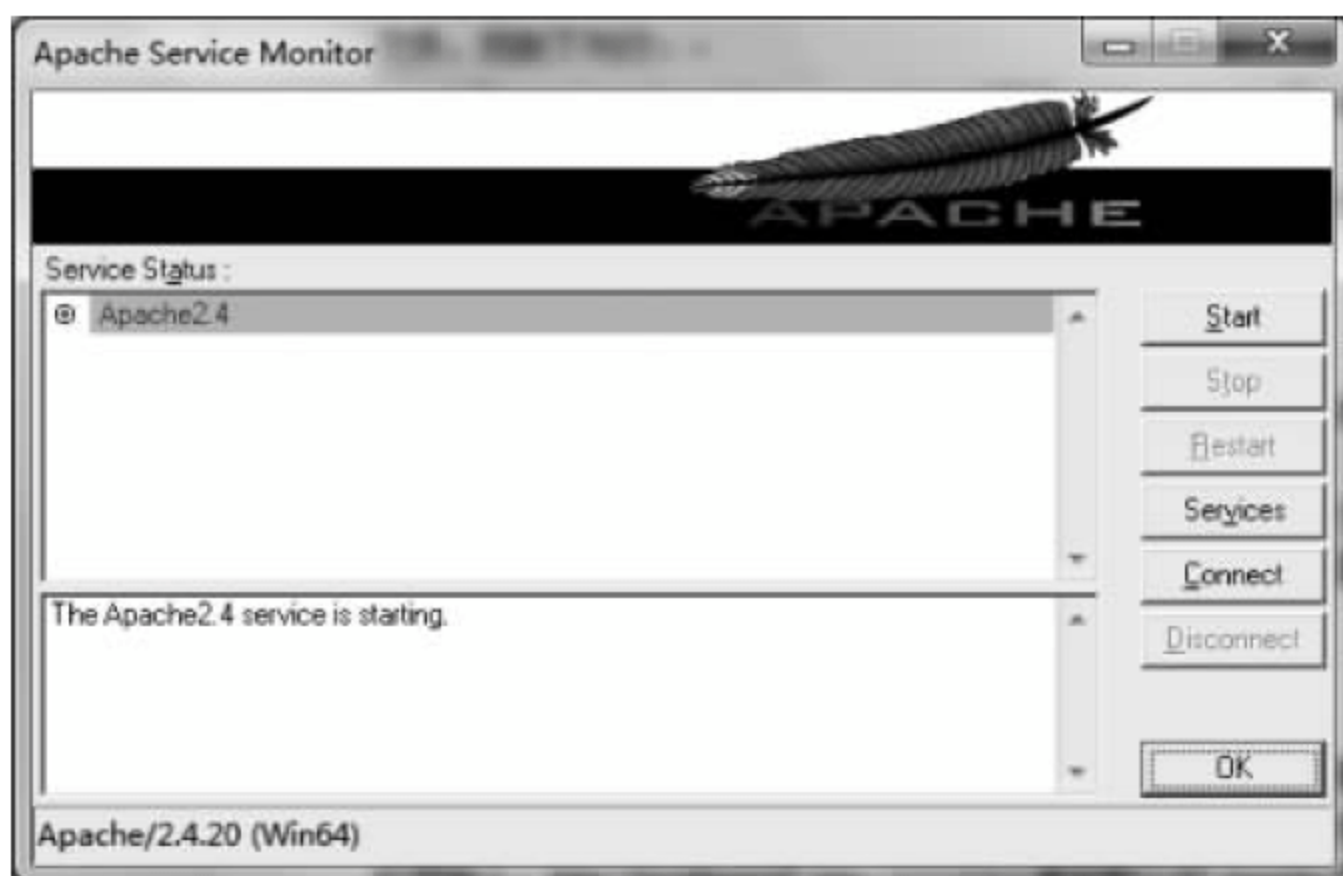 Apache Service Monitor
APACHE
Service Status :
Apache2.4
Start
Stop
Restart
Services
Connect
The Apache2.4 service is starting.
Disconnect
OK
Apache/2.4.20 (Win64)